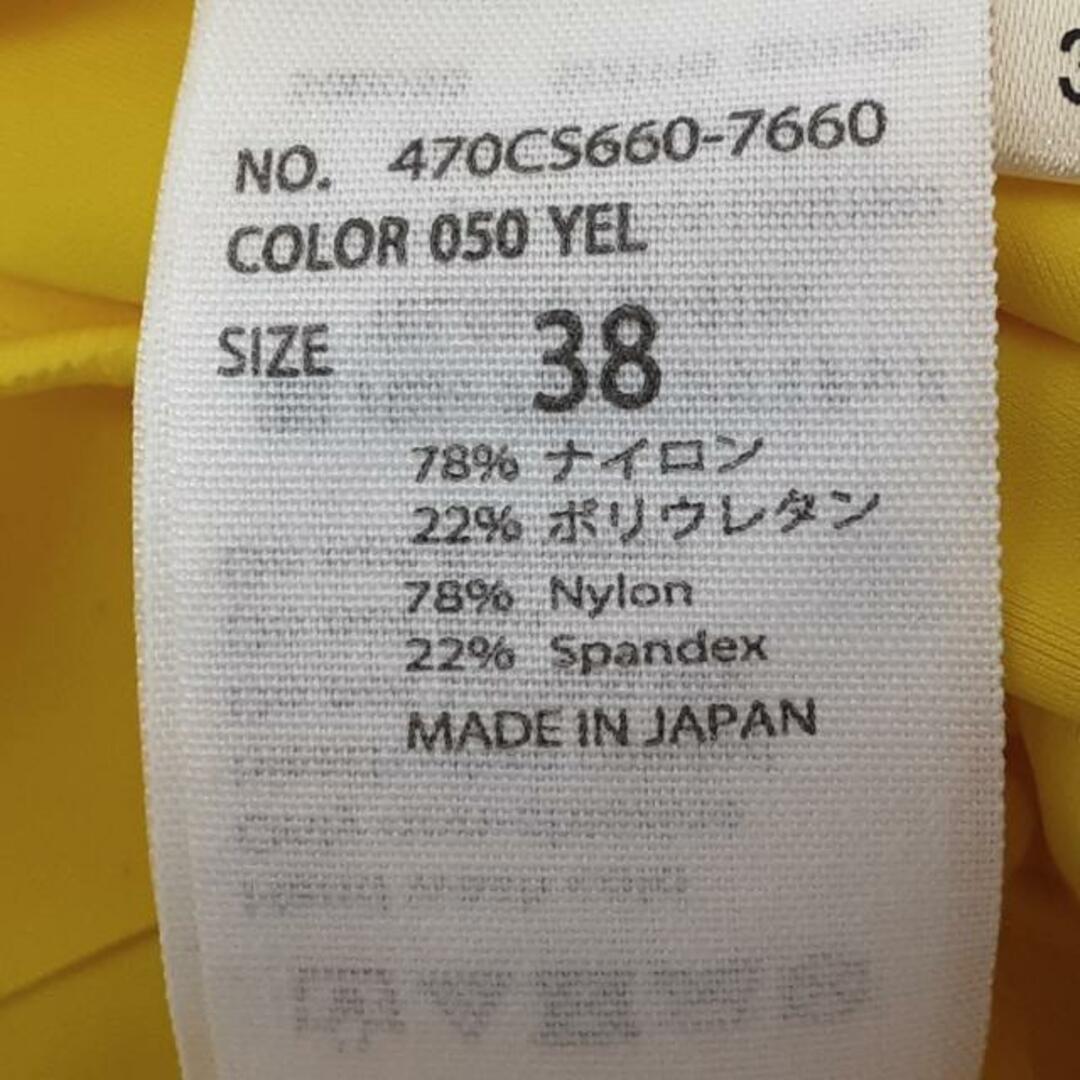 NO. 470CS660-7660
COLOR 050 YEL
SIZE 38
78% ナイロン
22% ポリウレタン
78% Nylon
22% Spandex
MADE IN JAPAN